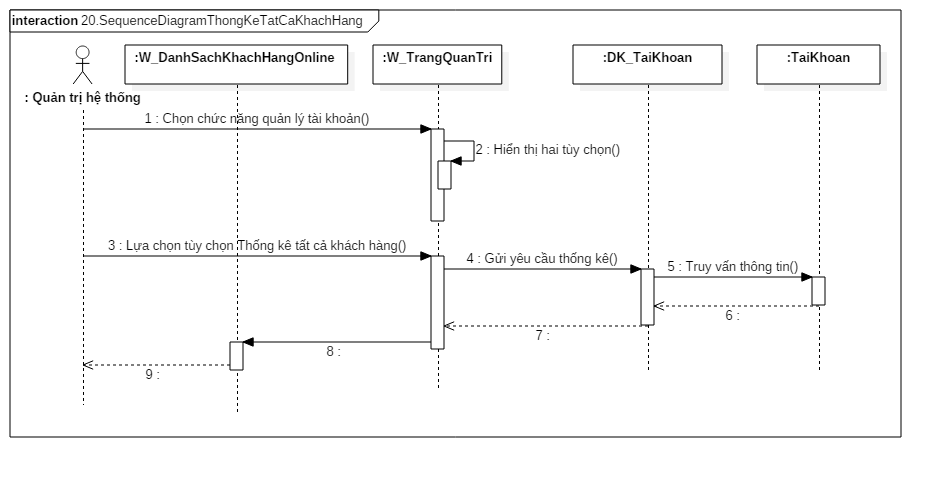 interaction 20.SequenceDiagramThongKeTatCaKhachHang
:W_DanhSachKhachHangOnline
:W_TrangQuanTri
:DK_TaiKhoan
:TaiKhoan
: Quản trị hệ thống
1 : Chọn chức năng quản lý tài khoản()
2 : Hiển thị hai tùy chọn()
3 : Lựa chọn tùy chọn Thống kê tất cả khách hàng()
4 : Gửi yêu cầu thống kê()
5 : Truy vấn thông tin()
6 :
7 :
8 :
9 :